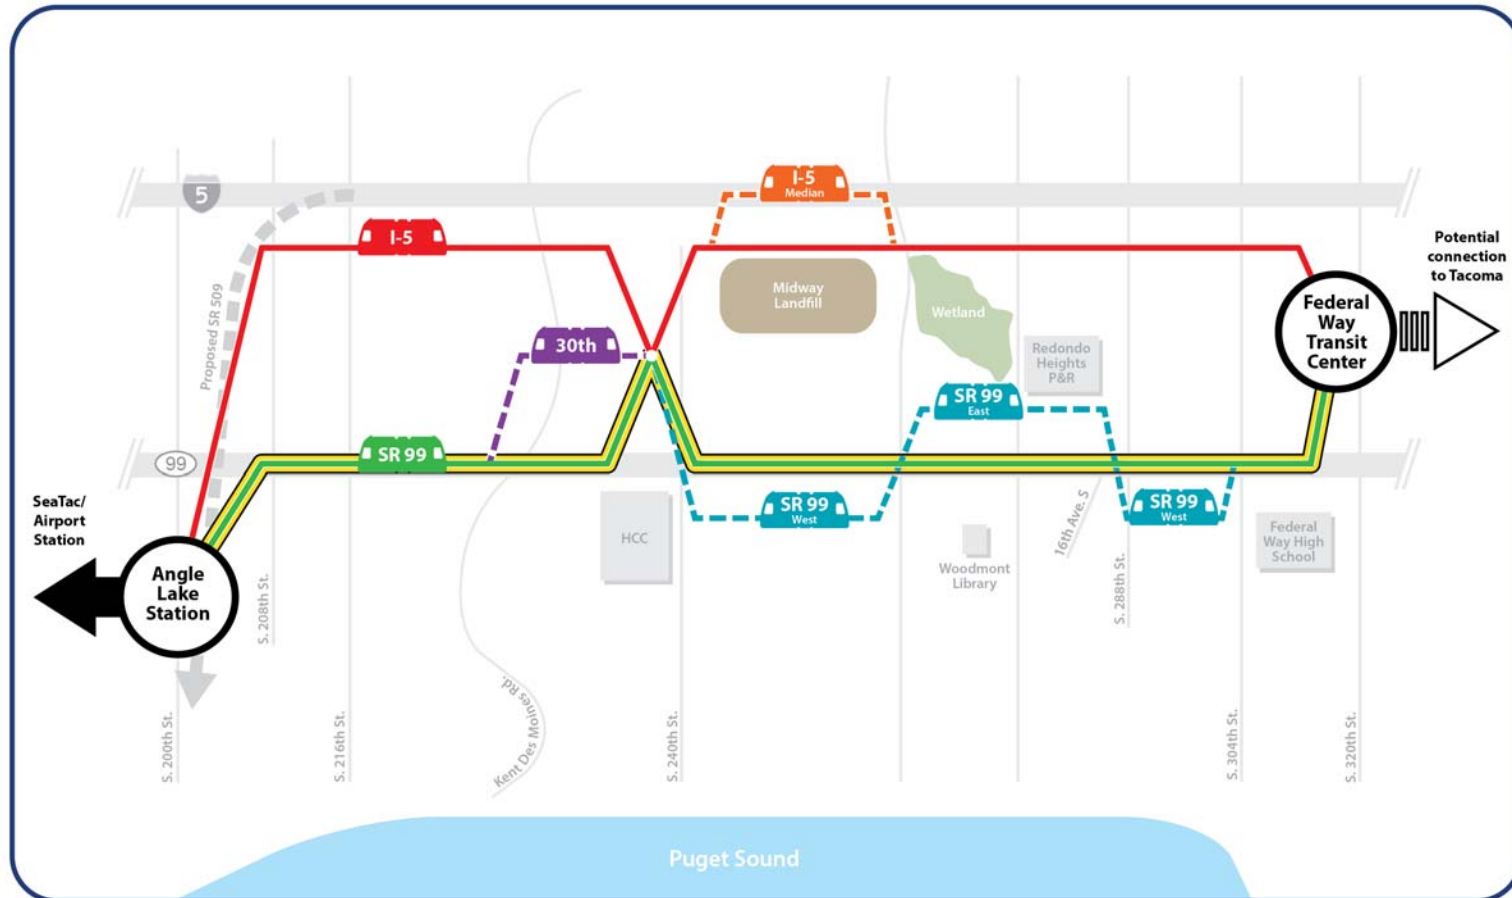 5
I-5
Median
I-5
Potential
connection
to Tacoma
Proposed SR 509
Midway
Landfill
Wetland
Federal
Way
Transit
Center
30th
Redondo
Heights
P&R
SR 99
East
99
SR 99
SeaTac/
Airport
Station
SR 99
West
SR 99
West
HCC
16th Ave. S
Federal
Way High
School
Woodmont
Library
Angle
Lake
Station
S. 208th St.
S. 288th St.
Kent Des Moines Rd.
S. 200th St.
S. 216th St.
S. 240th St.
S. 304th St.
S. 320th St.
Puget Sound